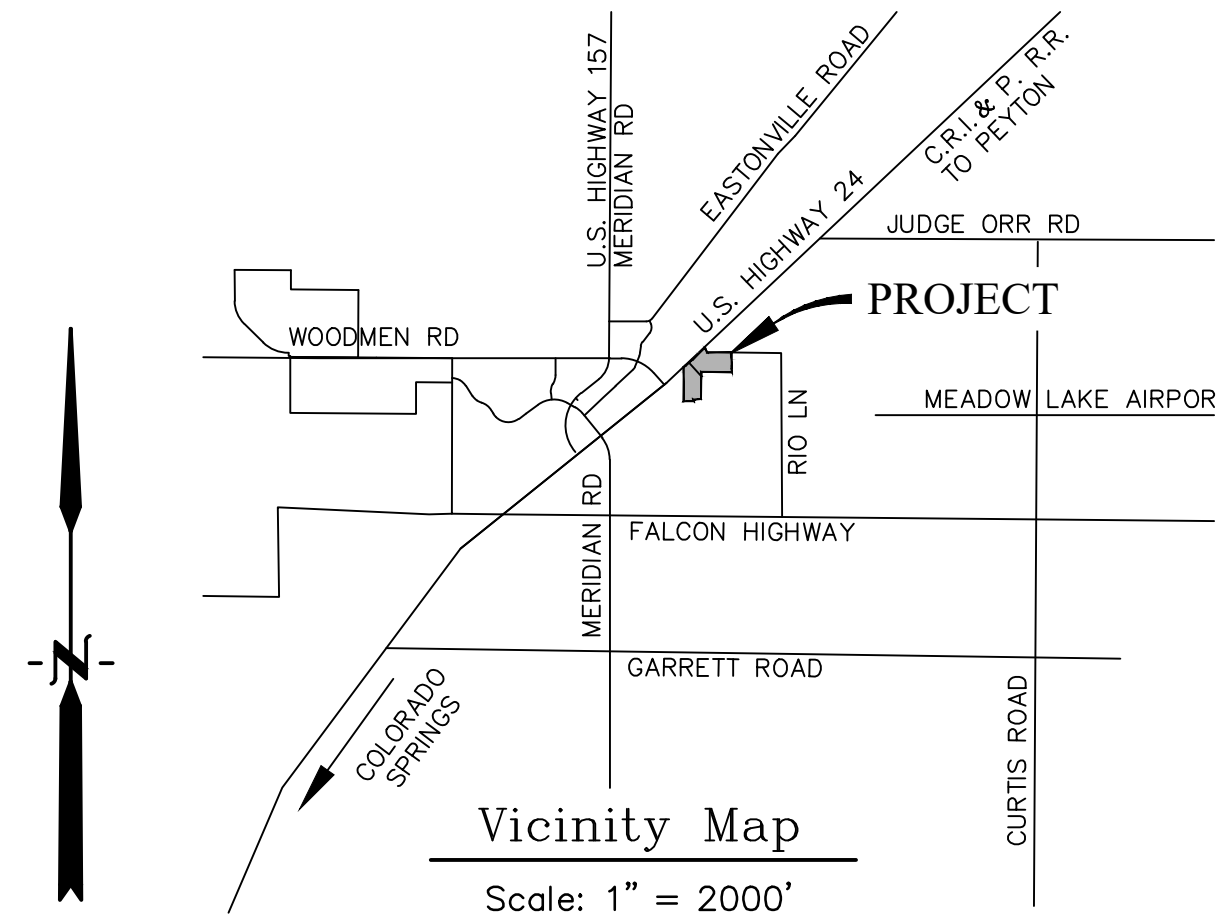 U.S. HIGHWAY 157
MERIDIAN RD
EASTONVILLE ROAD
C.R.I. & P. R.R.
TO PEYTON
U.S. HIGHWAY 24
JUDGE ORR RD
PROJECT
WOODMEN RD
RIO LN
MEADOW LAKE AIRPOR
MERIDIAN RD
FALCON HIGHWAY
N
GARRETT ROAD
COLORADO
SPRINGS
CURTIS ROAD
Vicinity Map
Scale: 1" = 2000'